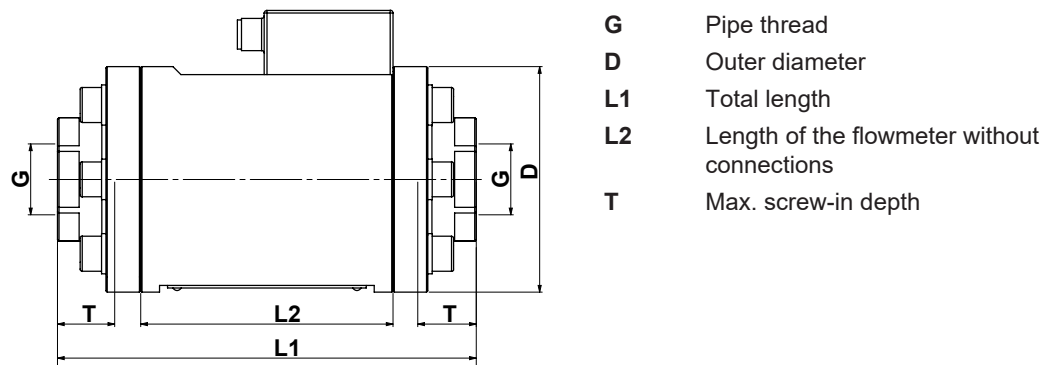 G Pipe thread
D Outer diameter
L1 Total length
L2 Length of the flowmeter without
connections
T Max. screw-in depth
G
G
D
T
L2
T
L1